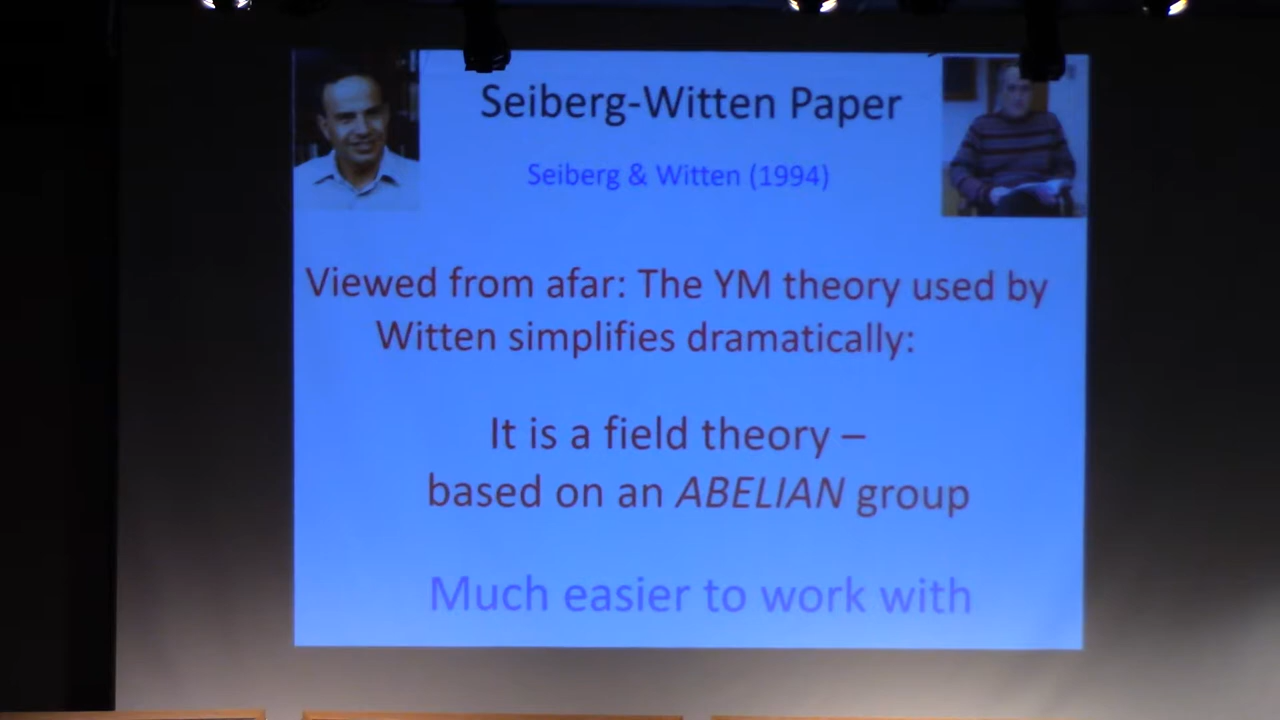 Seiberg-Witten Paper
Seiberg & Witten (1994)
Viewed from afar: The YM theory used by
Witten simplifies dramatically:
It is a field theory –
based on an ABELIAN group
Much easier to work with